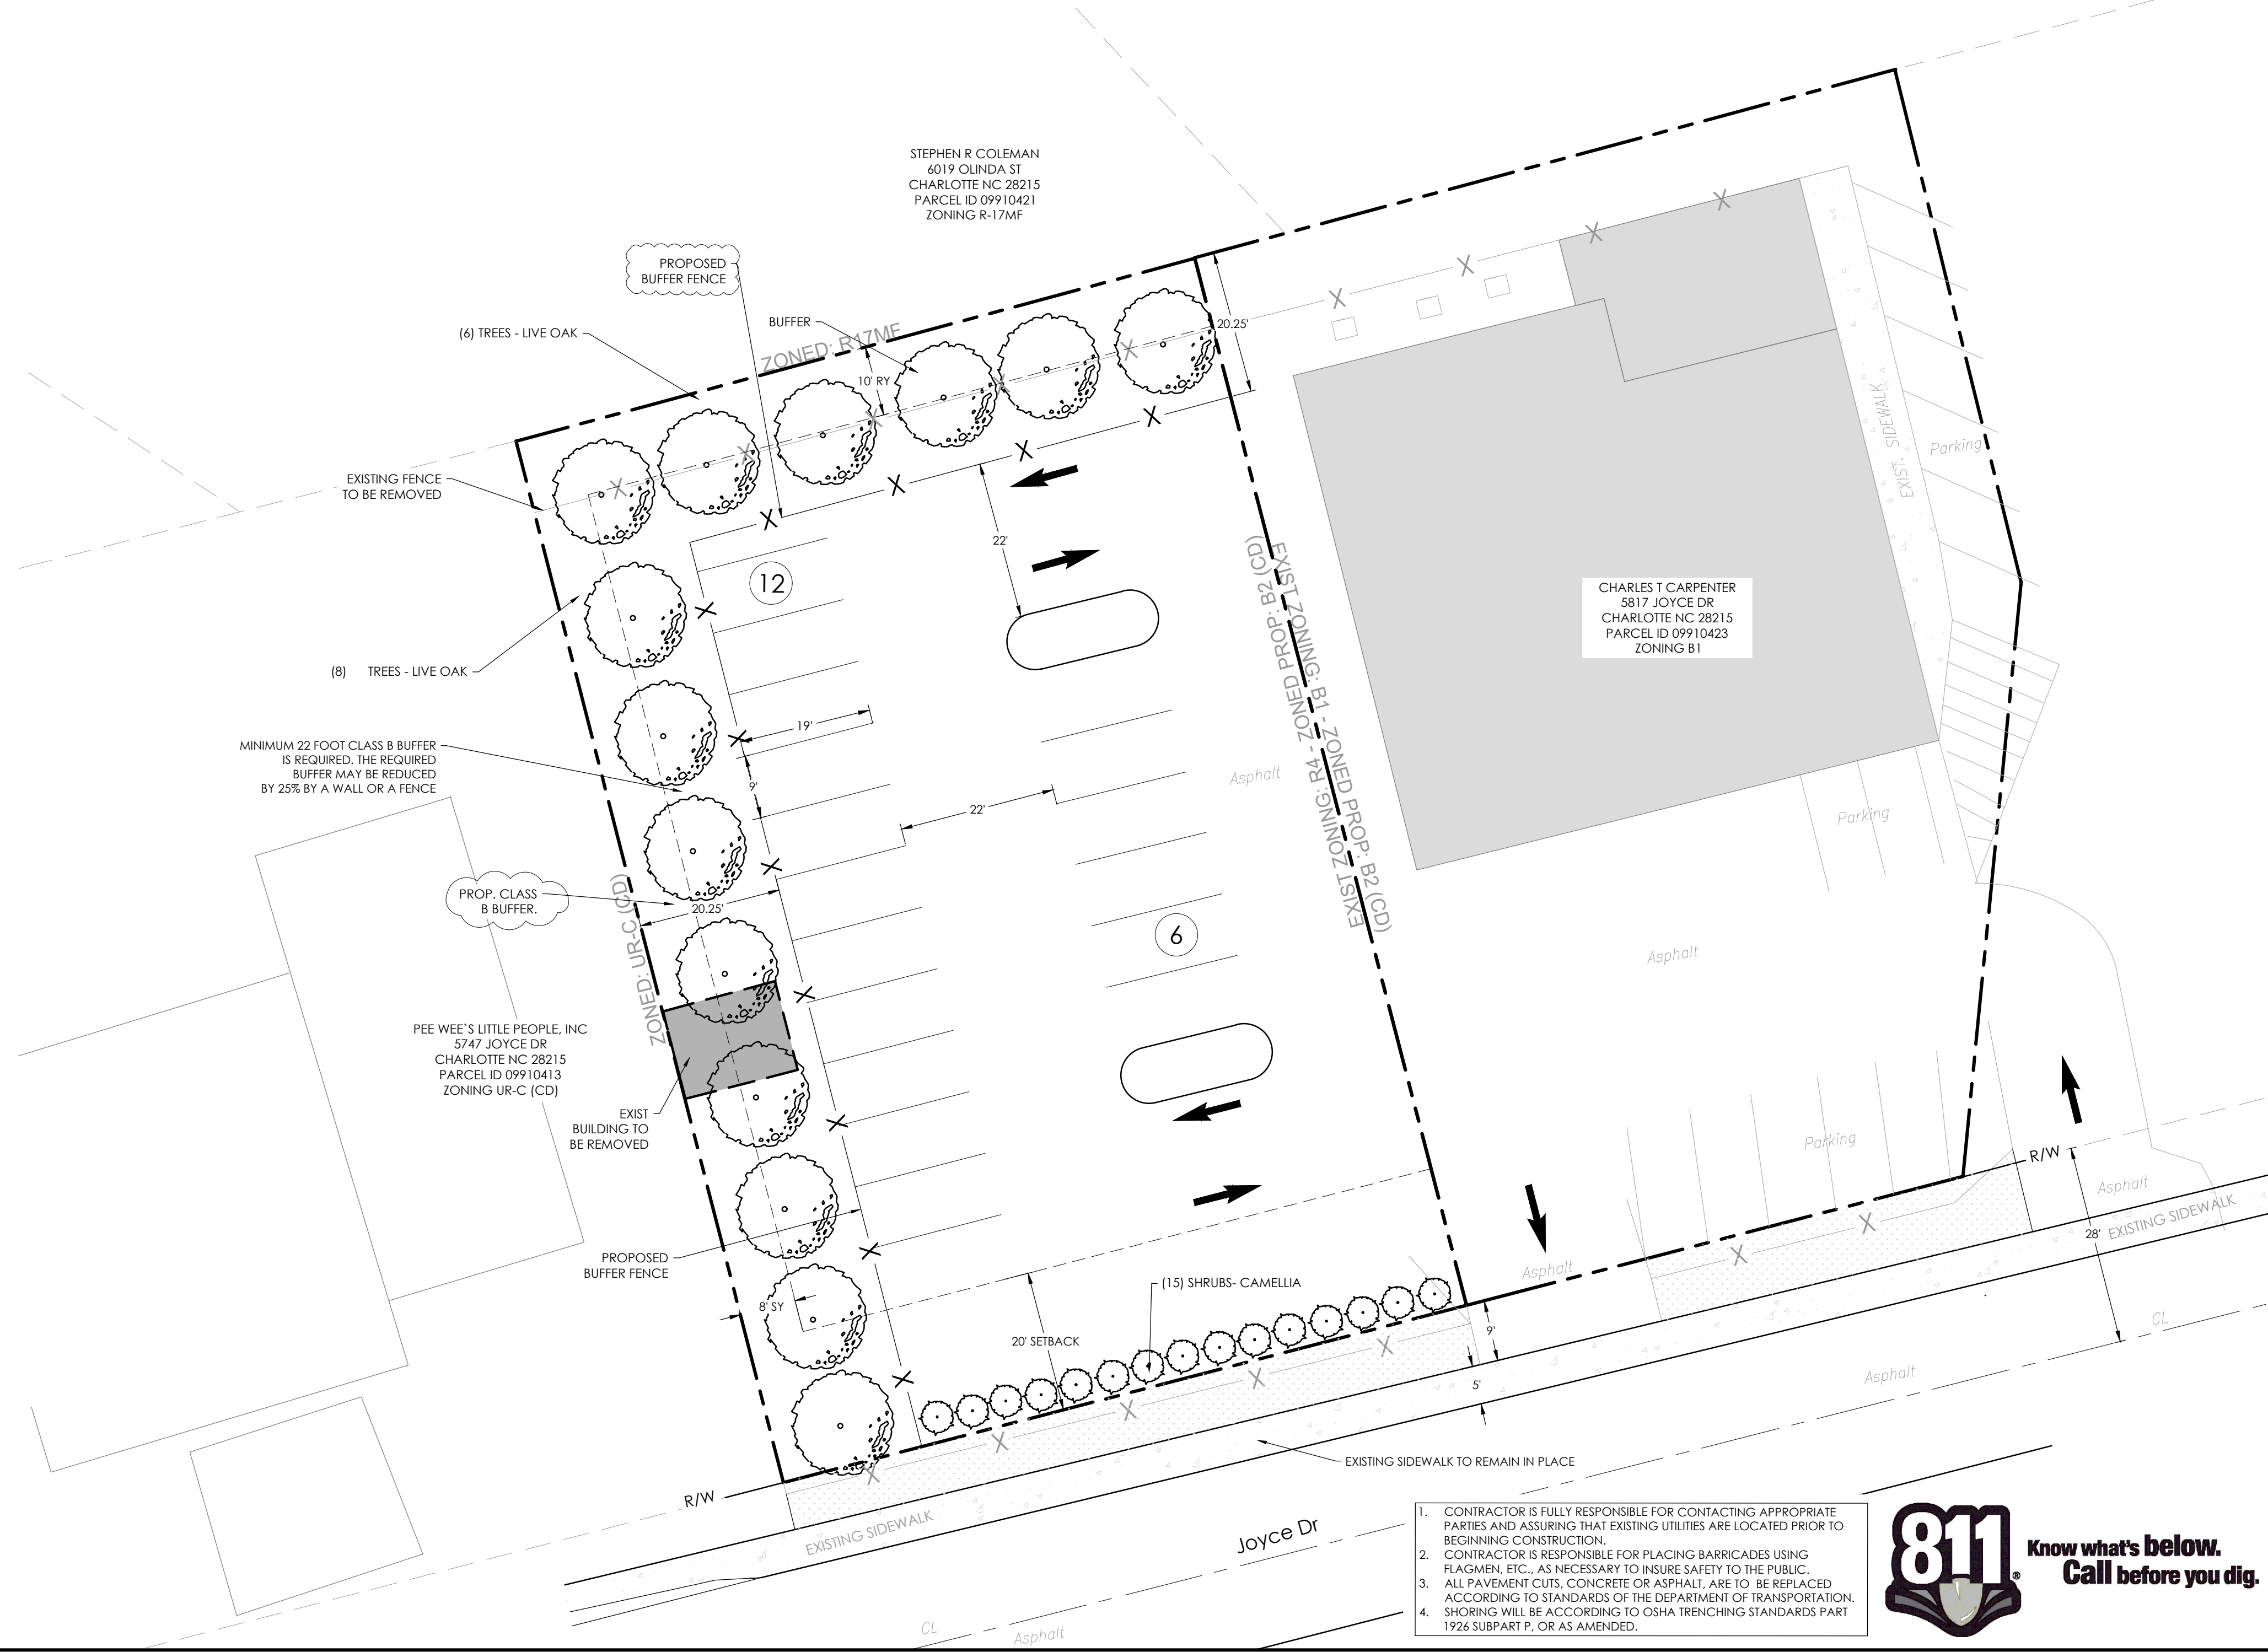 STEPHEN R COLEMAN
6019 OLINDA ST
CHARLOTTE NC 28215
PARCEL ID 09910421
ZONING R-17MF
PROPOSED
BUFFER FENCE
BUFFER
(6) TREES - LIVE OAK
ZONED: R17MF
10' RY
20.25'
EXISTING FENCE
TO BE REMOVED
22'
12
EXIST. SIDEWALK
Parking
CHARLES T CARPENTER
5817 JOYCE DR
CHARLOTTE NC 28215
PARCEL ID 09910423
ZONING B1
(8) TREES - LIVE OAK
19'
MINIMUM 22 FOOT CLASS B BUFFER
IS REQUIRED. THE REQUIRED
BUFFER MAY BE REDUCED
BY 25% BY A WALL OR A FENCE
9'
22'
Asphalt
EXIST ZONING: R4 - ZONED PROP: B2 (CD)
EXIST ZONING: B1 - ZONED PROP: B2 (CD)
Parking
PROP. CLASS
B BUFFER.
20.25'
ZONED: UR-C (CD)
6
Asphalt
PEE WEE`S LITTLE PEOPLE, INC
5747 JOYCE DR
CHARLOTTE NC 28215
PARCEL ID 09910413
ZONING UR-C (CD)
EXIST
BUILDING TO
BE REMOVED
Parking
R/W
Asphalt
EXISTING SIDEWALK
28'
PROPOSED
BUFFER FENCE
Asphalt
(15) SHRUBS- CAMELLIA
8' SY
20' SETBACK
9'
5'
CL
Asphalt
EXISTING SIDEWALK TO REMAIN IN PLACE
R/W
EXISTING SIDEWALK
Joyce Dr
CL
Asphalt
1. CONTRACTOR IS FULLY RESPONSIBLE FOR CONTACTING APPROPRIATE
PARTIES AND ASSURING THAT EXISTING UTILITIES ARE LOCATED PRIOR TO
BEGINNING CONSTRUCTION.
2. CONTRACTOR IS RESPONSIBLE FOR PLACING BARRICADES USING
FLAGMEN, ETC., AS NECESSARY TO INSURE SAFETY TO THE PUBLIC.
3. ALL PAVEMENT CUTS, CONCRETE OR ASPHALT, ARE TO BE REPLACED
ACCORDING TO STANDARDS OF THE DEPARTMENT OF TRANSPORTATION.
4. SHORING WILL BE ACCORDING TO OSHA TRENCHING STANDARDS PART
1926 SUBPART P, OR AS AMENDED.
811®
Know what's below.
Call before you dig.